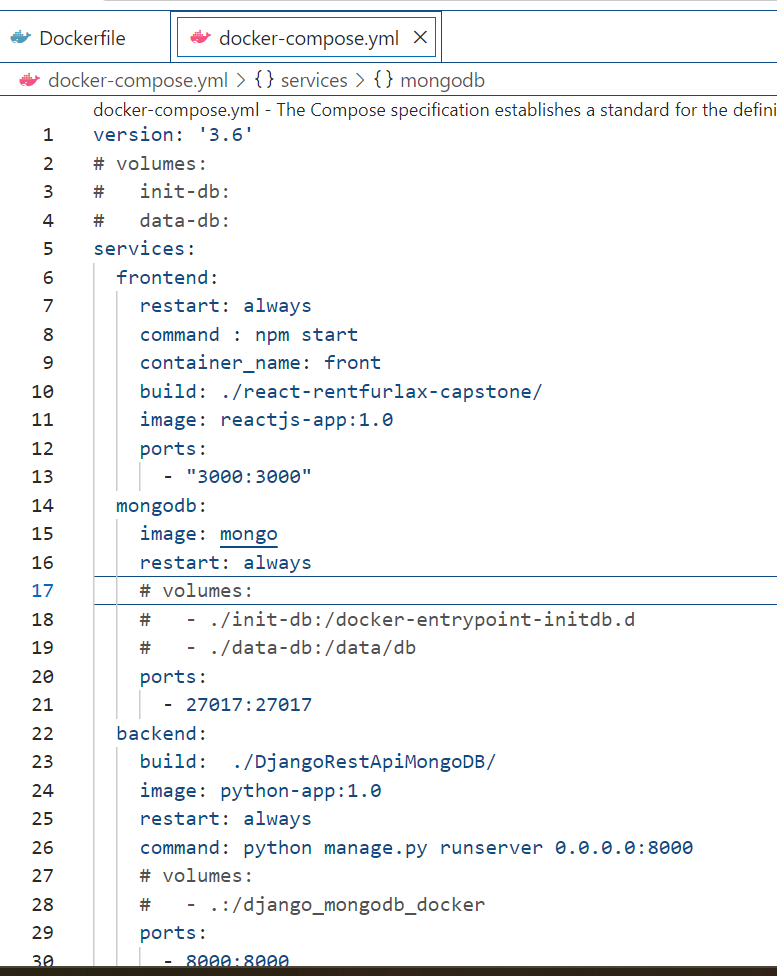 Dockerfile docker-compose.yml
docker-compose.yml > {} services > {} mongodb
docker-compose.yml - The Compose specification establishes a standard for the defini
1 version: '3.6'
2 # volumes:
3 #   init-db:
4 #   data-db:
5 services:
6   frontend:
7     restart: always
8     command : npm start
9     container_name: front
10     build: ./react-rentfurlax-capstone/
11     image: reactjs-app:1.0
12     ports:
13       - "3000:3000"
14   mongodb:
15     image: mongo
16     restart: always
17     # volumes:
18     #   - ./init-db:/docker-entrypoint-initdb.d
19     #   - ./data-db:/data/db
20     ports:
21       - 27017:27017
22   backend:
23     build:  ./DjangoRestApiMongoDB/
24     image: python-app:1.0
25     restart: always
26     command: python manage.py runserver 0.0.0.0:8000
27     # volumes:
28     #   - .:/django_mongodb_docker
29     ports:
30       - 8000:8000